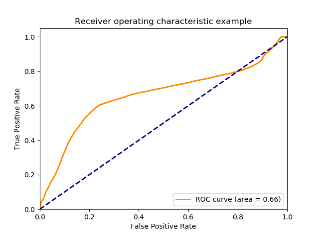 Receiver operating characteristic example
1.0
0.8
0.6
0.4
0.2
0.0
True Positive Rate
ROC curve (area = 0.66)
0.0 0.2 0.4 0.6 0.8 1.0
False Positive Rate